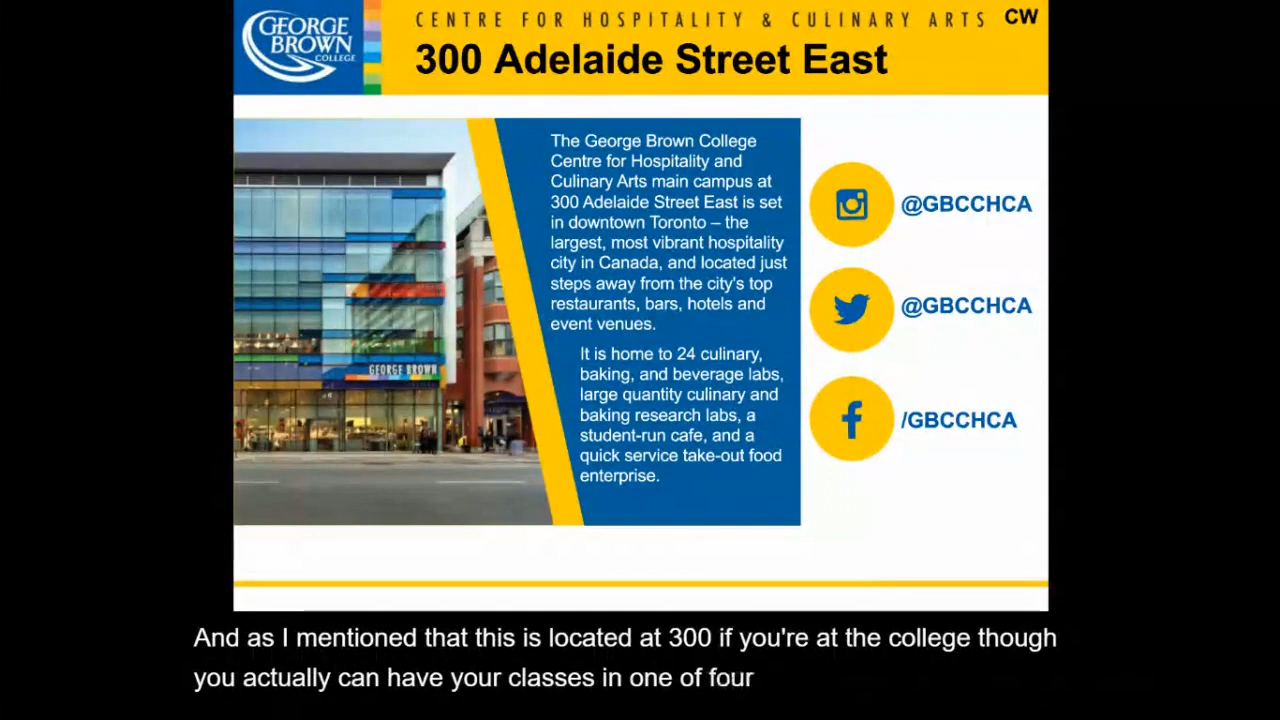 GEORGE
BROWN
COLLEGE
CENTRE FOR HOSPITALITY & CULINARY ARTS CW
300 Adelaide Street East
The George Brown College
Centre for Hospitality and
Culinary Arts main campus at
300 Adelaide Street East is set
in downtown Toronto – the
largest, most vibrant hospitality
city in Canada, and located just
steps away from the city's top
restaurants, bars, hotels and
event venues.
It is home to 24 culinary,
baking, and beverage labs,
large quantity culinary and
baking research labs, a
student-run cafe, and a
quick service take-out food
enterprise.
GEORGE BROWN
@GBCCHCA
@GBCCHCA
/GBCCHCA
And as I mentioned that this is located at 300 if you're at the college though
you actually can have your classes in one of four